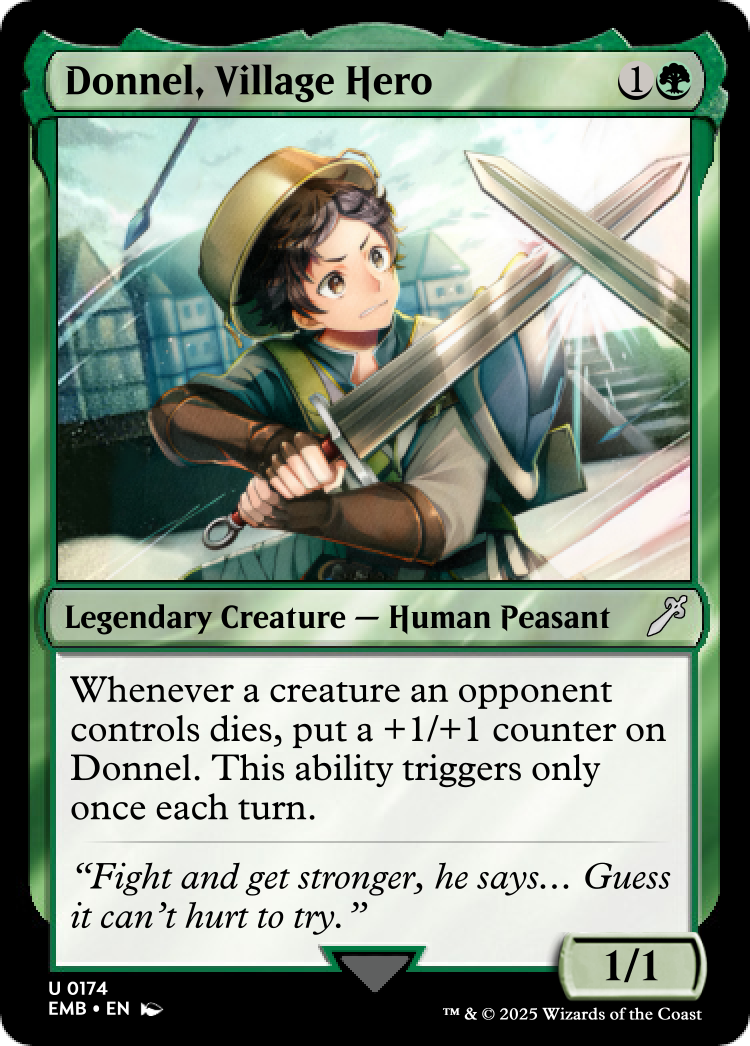 Donnel, Village Hero
1
Legendary Creature — Human Peasant
Whenever a creature an opponent
controls dies, put a +1/+1 counter on
Donnel. This ability triggers only
once each turn.
“Fight and get stronger, he says… Guess
it can’t hurt to try.”
1/1
U 0174
EMB • EN
™ & © 2025 Wizards of the Coast